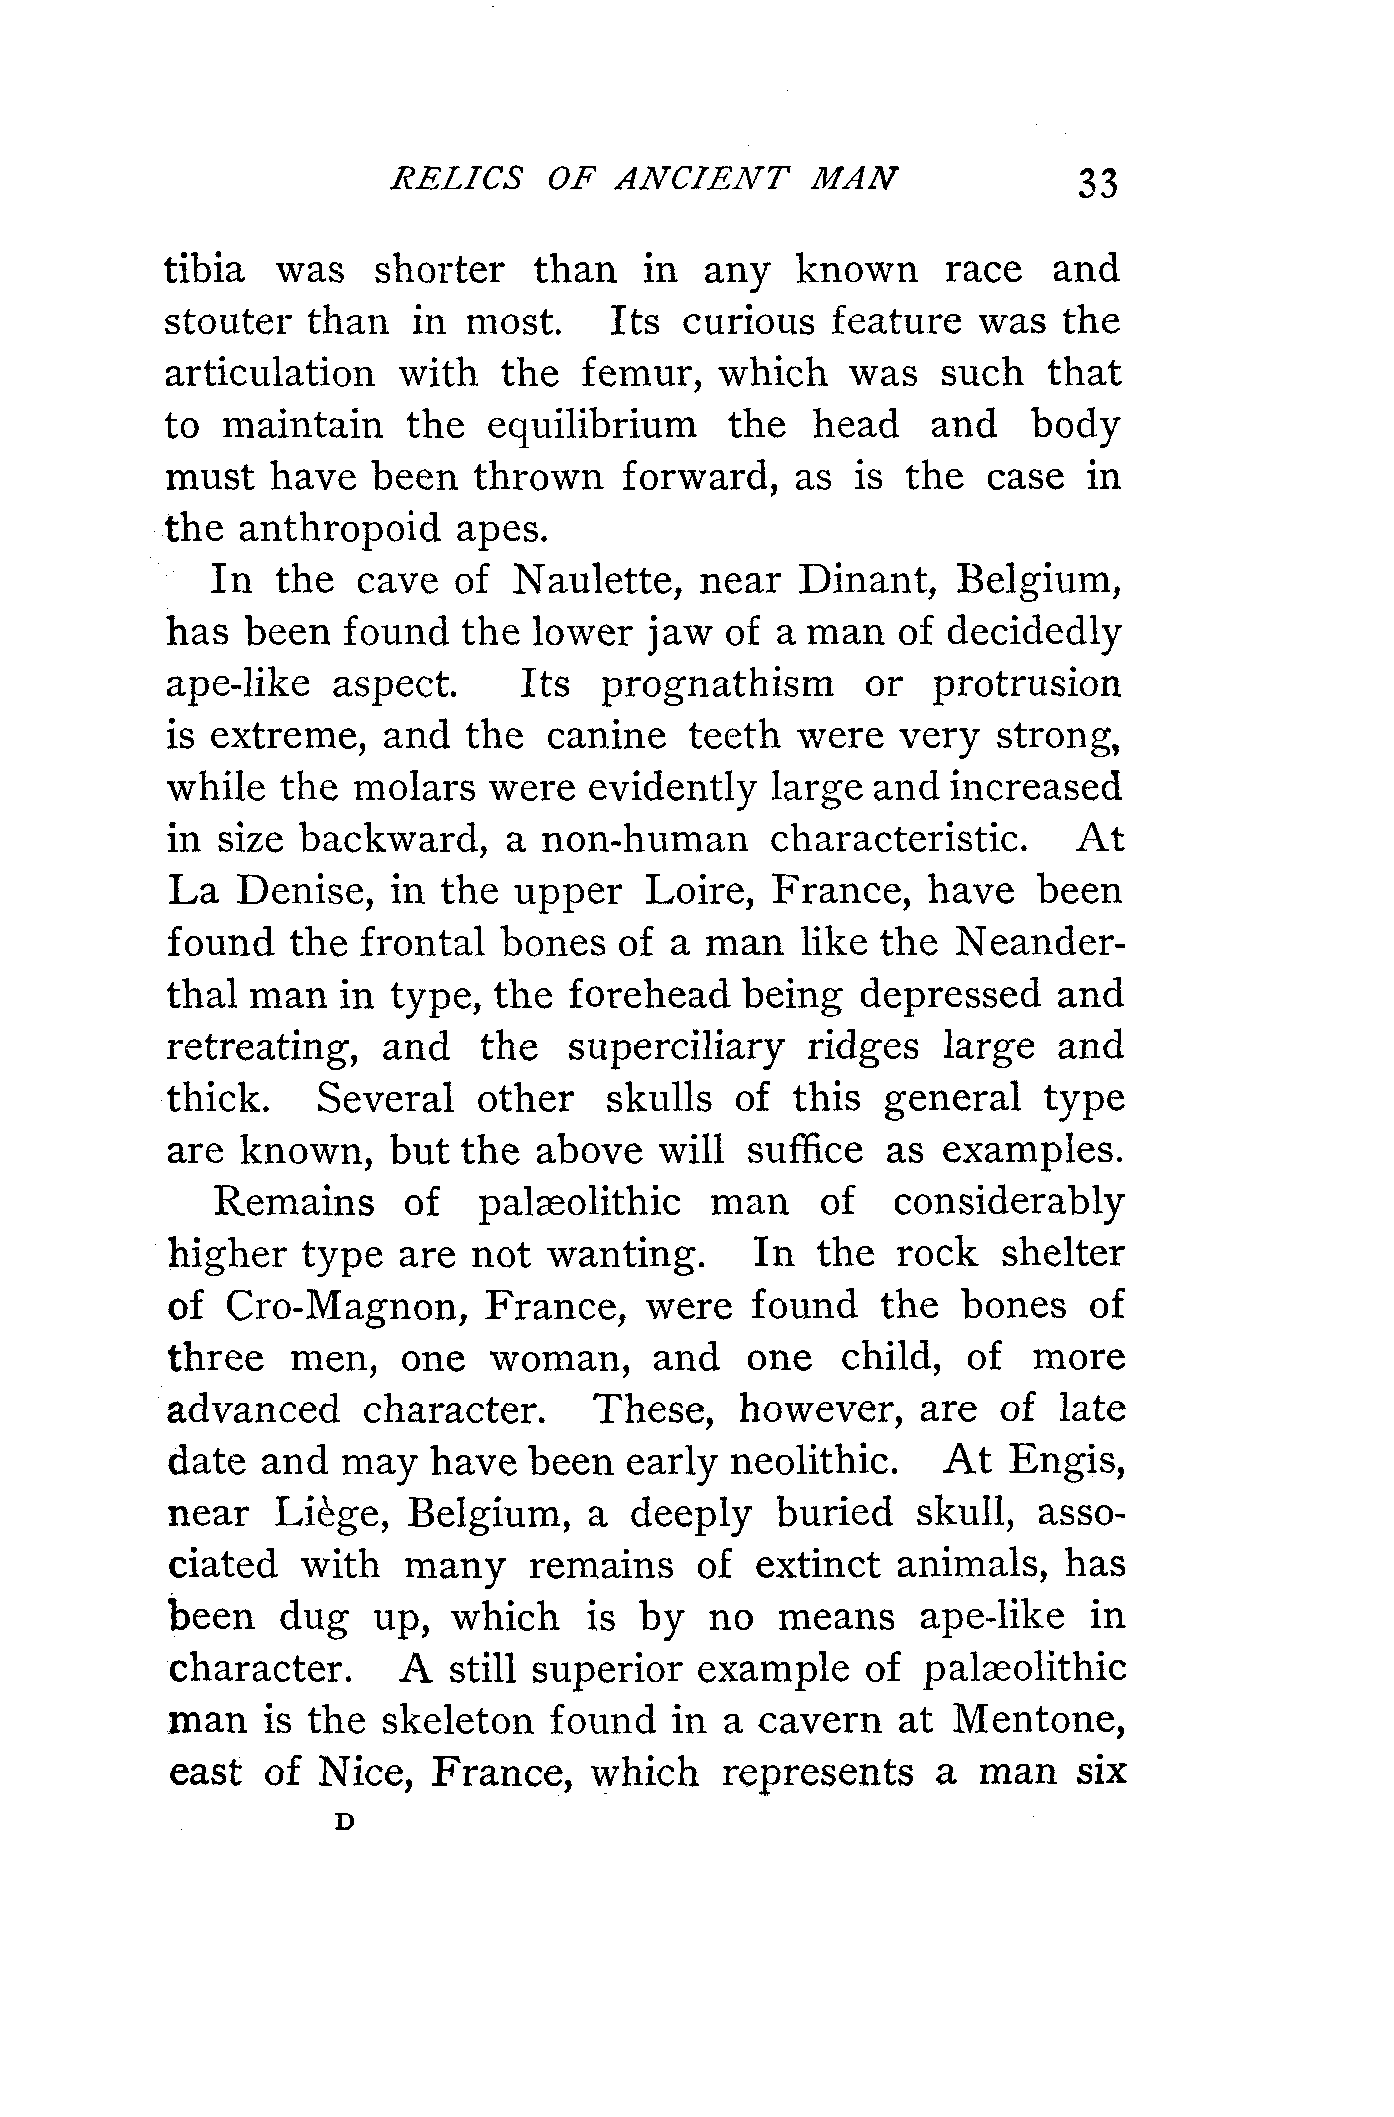 RELICS OF ANCIENT MAN 33
tibia was shorter than in any known race and
stouter than in most. Its curious feature was the
articulation with the femur, which was such that
to maintain the equilibrium the head and body
must have been thrown forward, as is the case in
the anthropoid apes.
In the cave of Naulette, near Dinant, Belgium,
has been found the lower jaw of a man of decidedly
ape-like aspect. Its prognathism or protrusion
is extreme, and the canine teeth were very strong,
while the molars were evidently large and increased
in size backward, a non-human characteristic. At
La Denise, in the upper Loire, France, have been
found the frontal bones of a man like the Neander-
thal man in type, the forehead being depressed and
retreating, and the superciliary ridges large and
thick. Several other skulls of this general type
are known, but the above will suffice as examples.
Remains of palæolithic man of considerably
higher type are not wanting. In the rock shelter
of Cro-Magnon, France, were found the bones of
three men, one woman, and one child, of more
advanced character. These, however, are of late
date and may have been early neolithic. At Engis,
near Liège, Belgium, a deeply buried skull, asso-
ciated with many remains of extinct animals, has
been dug up, which is by no means ape-like in
character. A still superior example of palæolithic
man is the skeleton found in a cavern at Mentone,
east of Nice, France, which represents a man six
D